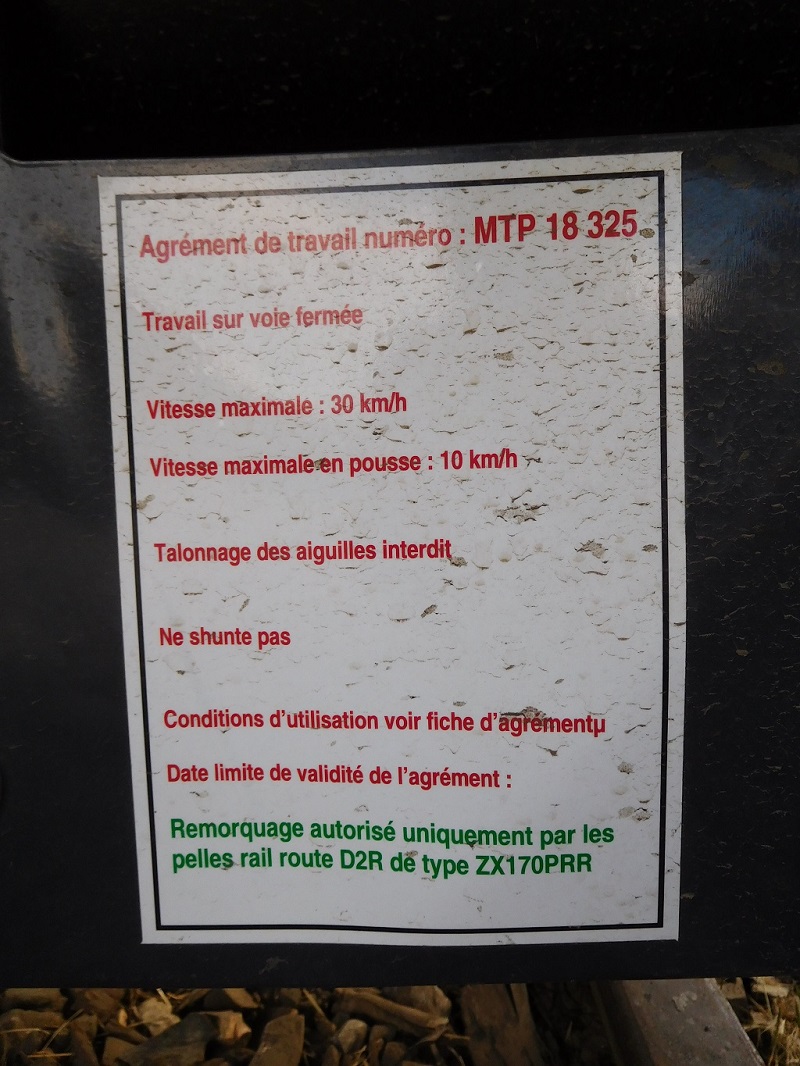 Agrément de travail numéro : MTP 18 325
Travail sur voie fermée
Vitesse maximale : 30 km/h
Vitesse maximale en pousse : 10 km/h
Talonnage des aiguilles interdit
Ne shunte pas
Conditions d'utilisation voir fiche d'agrémentµ
Date limite de validité de l'agrément :
Remorquage autorisé uniquement par les
pelles rail route D2R de type ZX170PRR